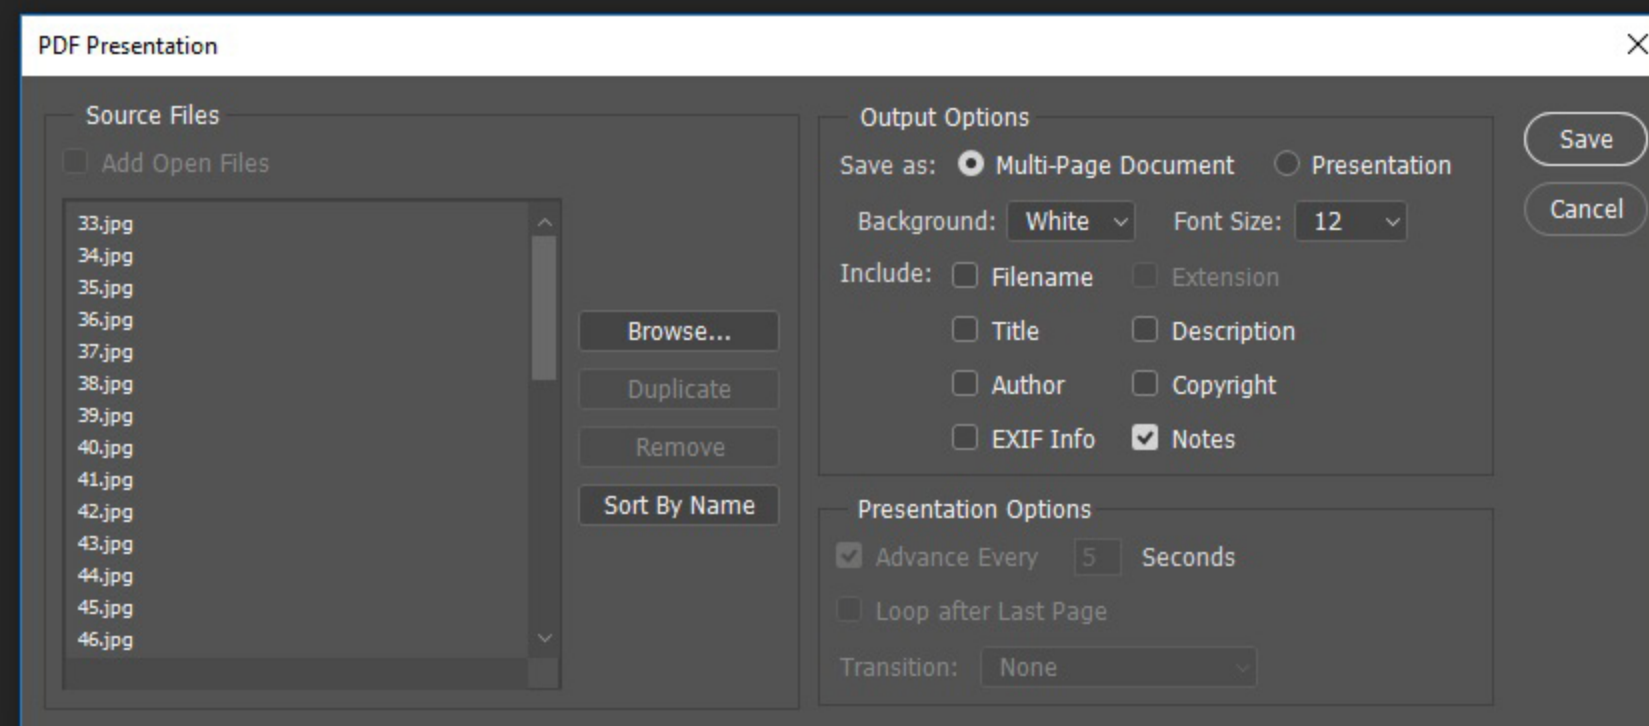 PDF Presentation
Source Files
Add Open Files
33.jpg
34.jpg
35.jpg
36.jpg
37.jpg
38.jpg
39.jpg
40.jpg
41.jpg
42.jpg
43.jpg
44.jpg
45.jpg
46.jpg
Browse...
Duplicate
Remove
Sort By Name
Output Options
Save as: Multi-Page Document Presentation
Background: White Font Size: 12
Include: Filename Extension
Title Description
Author Copyright
EXIF Info Notes
Presentation Options
Advance Every 5 Seconds
Loop after Last Page
Transition: None
Save
Cancel